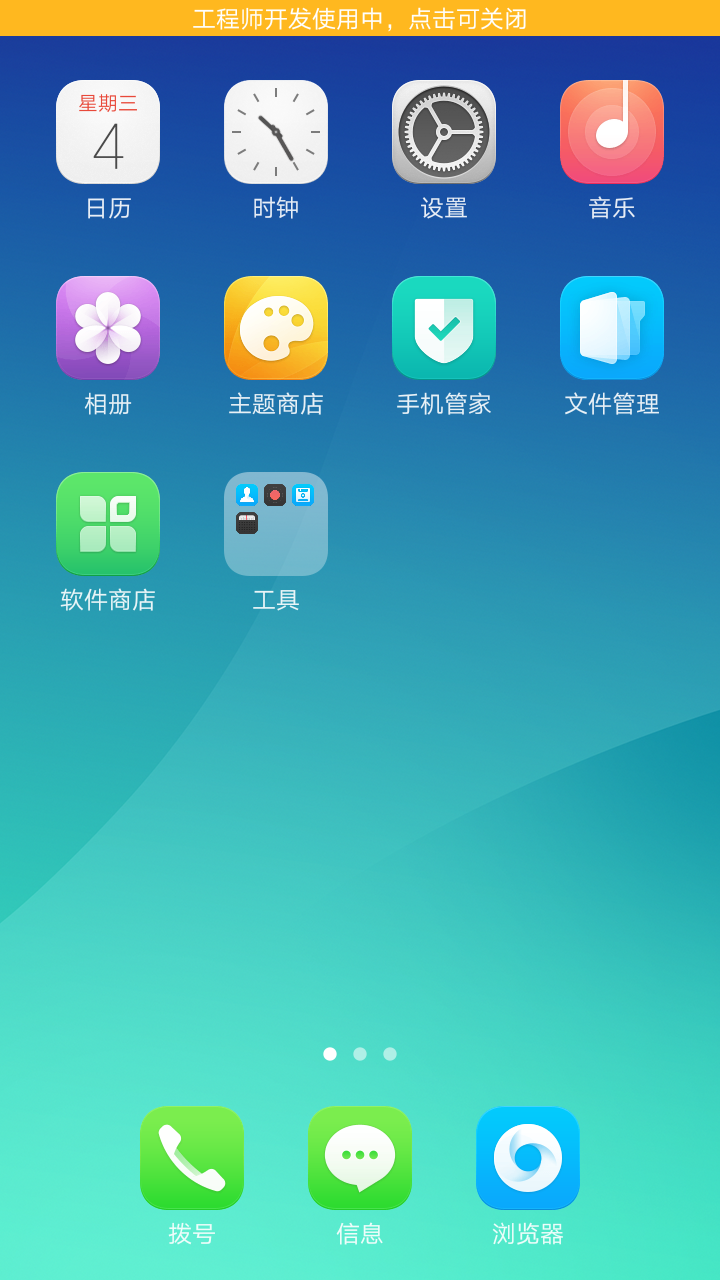 工程师开发使用中，点击可关闭
星期三
4
日历
时钟
设置
音乐
相册
主题商店
手机管家
文件管理
软件商店
工具
拨号
信息
浏览器